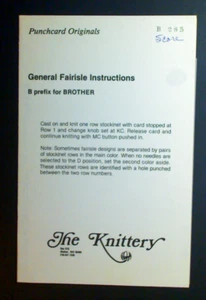 Punchcard Originals
B 285
General Fairisle Instructions
B prefix for BROTHER
Cast on and knit one row stockinet with card stopped at
Row 1 and change knob set at KC. Release card and
continue knitting with MC button pushed in.
Note: Sometimes fairisle designs are separated by pairs
of stockinet rows in the main color. When no needles are
selected to the D position, set the second color aside.
These stockinet rows are identified with a hole punched
between the two row numbers.
The Knittery